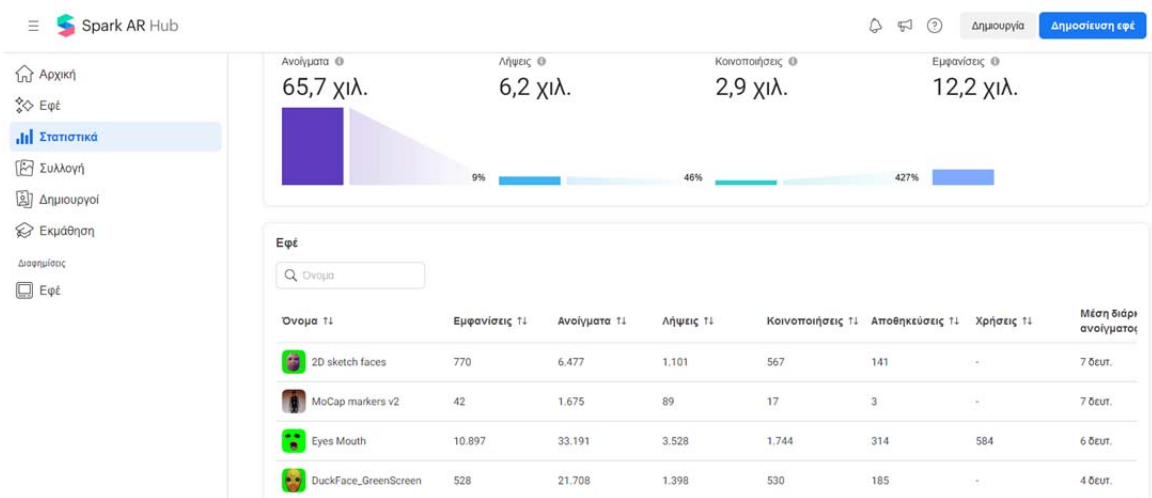 Spark AR Hub
Δημιουργία
Δημοσίευση εφέ
Αρχική
Εφέ
Στατιστικά
Συλλογή
Δημιουργοί
Εκμάθηση
Διαφημίσεις
Εφέ
Ανοίγματα Λήψεις Κοινοποιήσεις Εμφανίσεις
65,7 χιλ. 6,2 χιλ. 2,9 χιλ. 12,2 χιλ.
9% 46% 427%
Εφέ
Όνομα
Όνομα Εμφανίσεις Ανοίγματα Λήψεις Κοινοποιήσεις Αποθηκεύσεις Χρήσεις Μέση διάρκ
ανοίγματος
2D sketch faces 770 6.477 1.101 567 141 - 7 δευτ.
MoCap markers v2 42 1.675 89 17 3 - 7 δευτ.
Eyes Mouth 10.897 33.191 3.528 1.744 314 584 6 δευτ.
DuckFace_GreenScreen 528 21.708 1.398 530 185 - 4 δευτ.